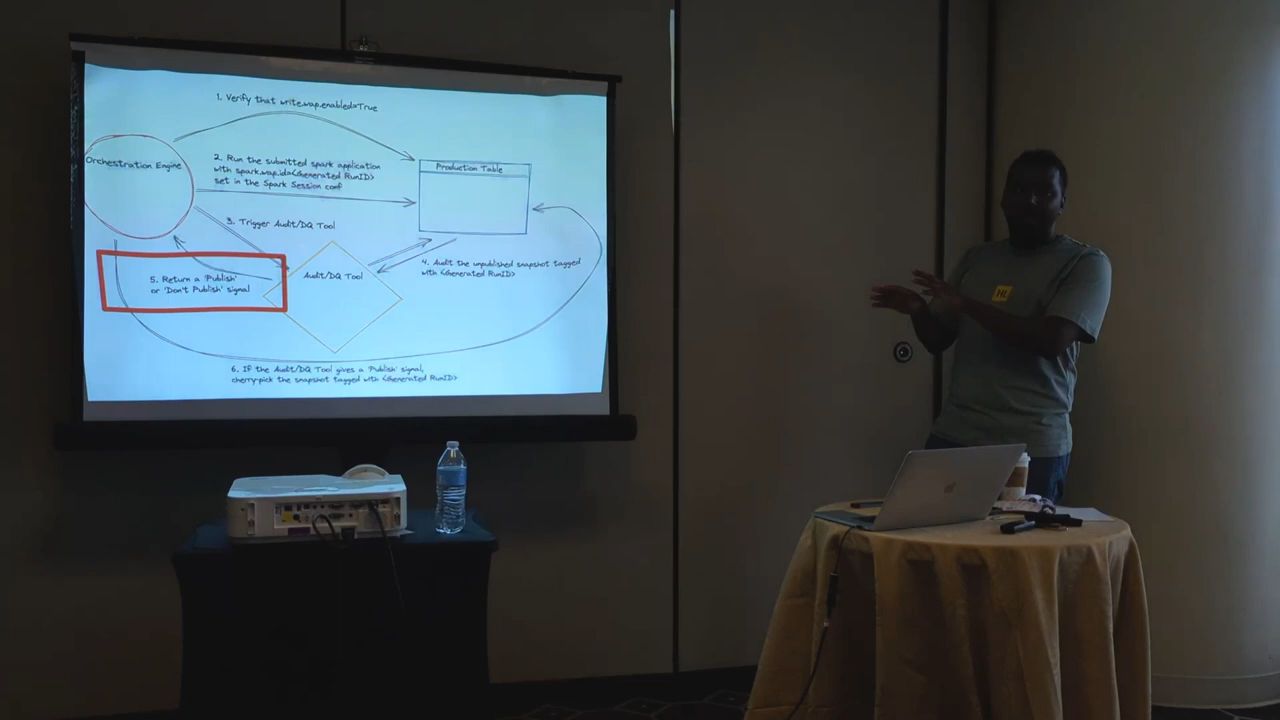 1. Verify that write.wap.enabled=True
Orchestration Engine
2. Run the submitted spark application
with spark.wap.id=<Generated RunID>
set in the Spark Session conf
Production Table
3. Trigger Audit/DQ Tool
4. Audit the unpublished snapshot tagged
with <Generated RunID>
Audit/DQ Tool
5. Return a 'Publish'
or 'Don't Publish' signal
6. If the Audit/DQ Tool gives a 'Publish' signal,
cherry-pick the snapshot tagged with <Generated RunID>